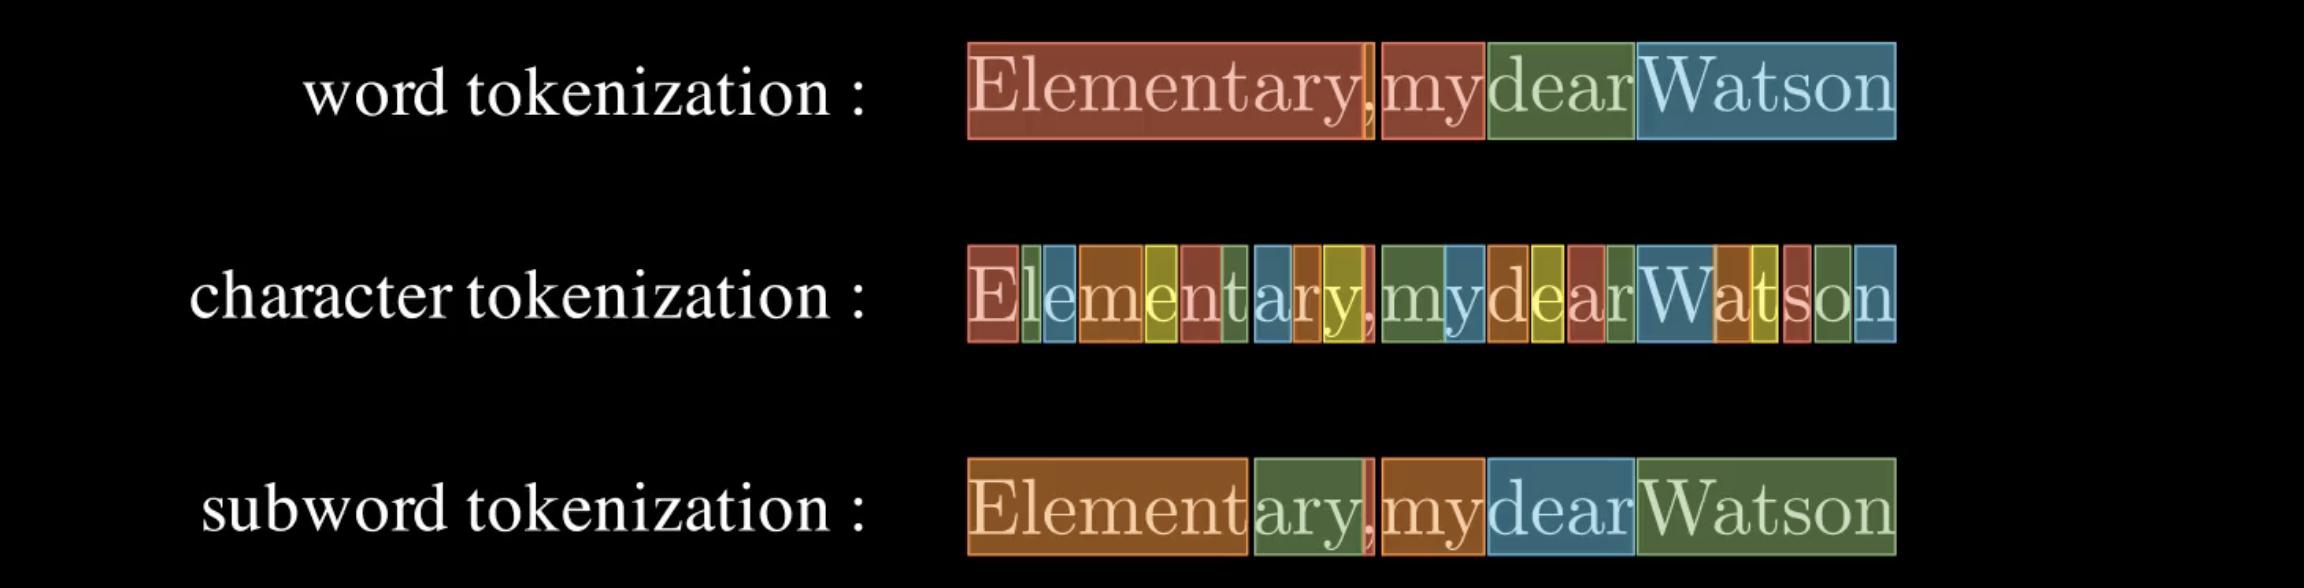 word tokenization : Elementary, my dear Watson
character tokenization : Elementary, my dear Watson
subword tokenization : Elementary, my dear Watson